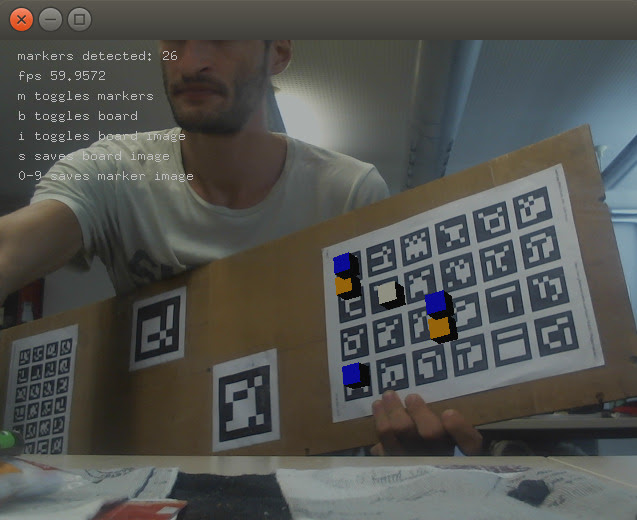 markers detected: 26
fps 59.9572
m toggles markers
b toggles board
i toggles board image
s saves board image
0-9 saves marker image